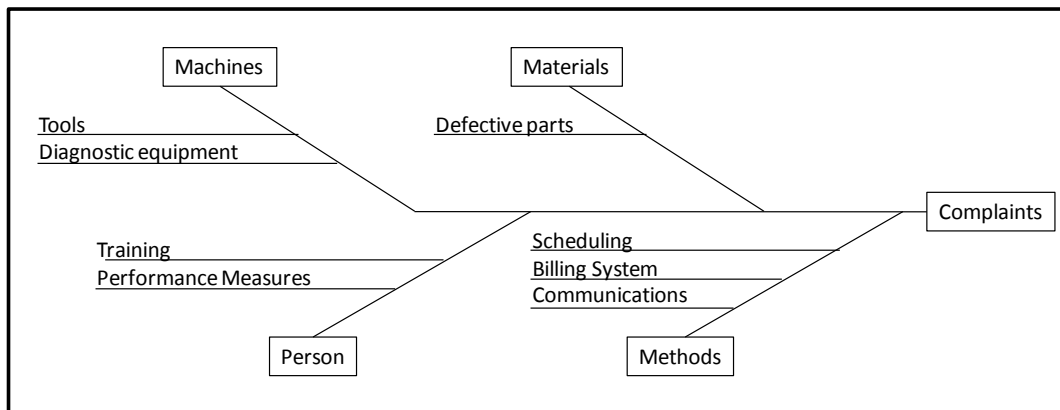 Machines
Materials
Tools
Defective parts
Diagnostic equipment
Complaints
Training
Scheduling
Performance Measures
Billing System
Communications
Person
Methods